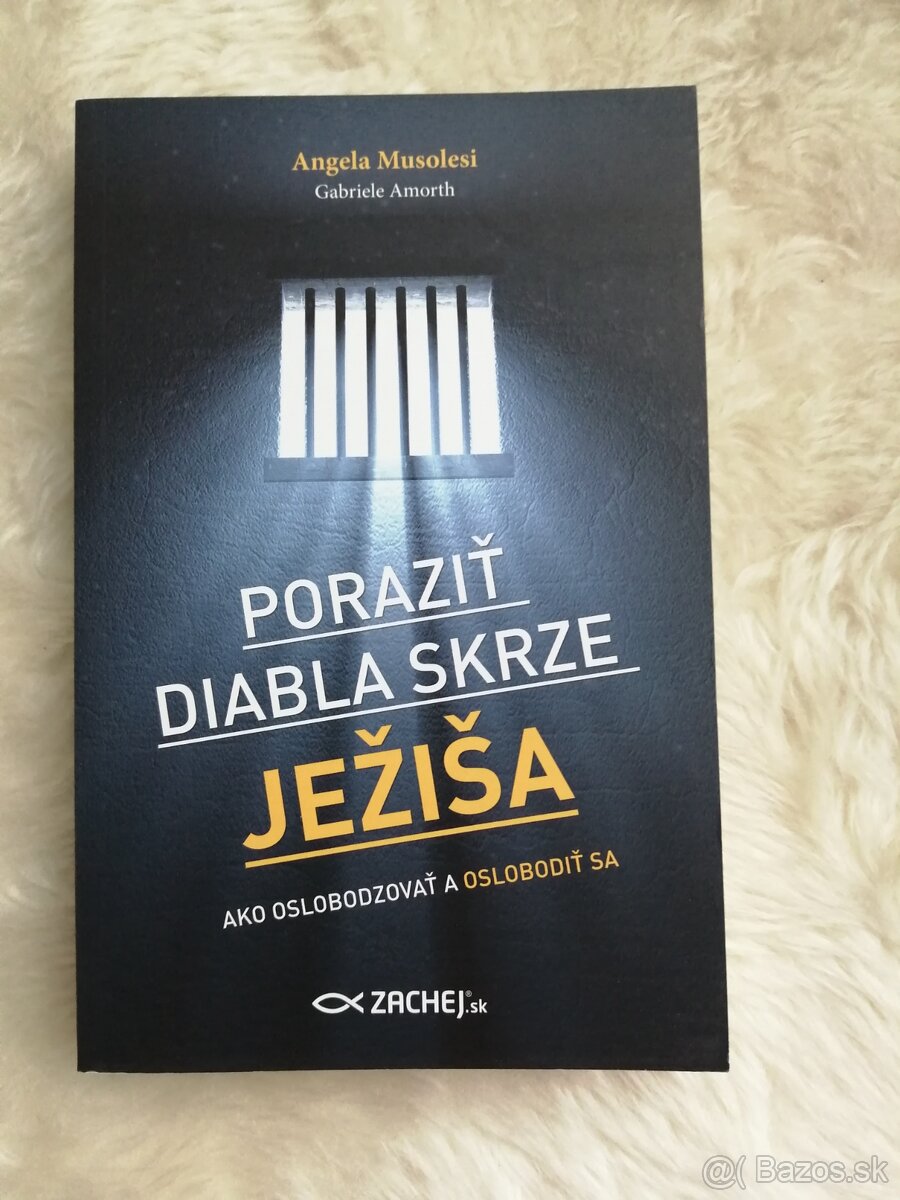 Angela Musolesi
Gabriele Amorth
PORAZIŤ
DIABLA SKRZE
JEŽIŠA
AKO OSLOBODZOVAŤ A OSLOBODIŤ SA
ZACHEJ®.sk
@( Bazos.sk